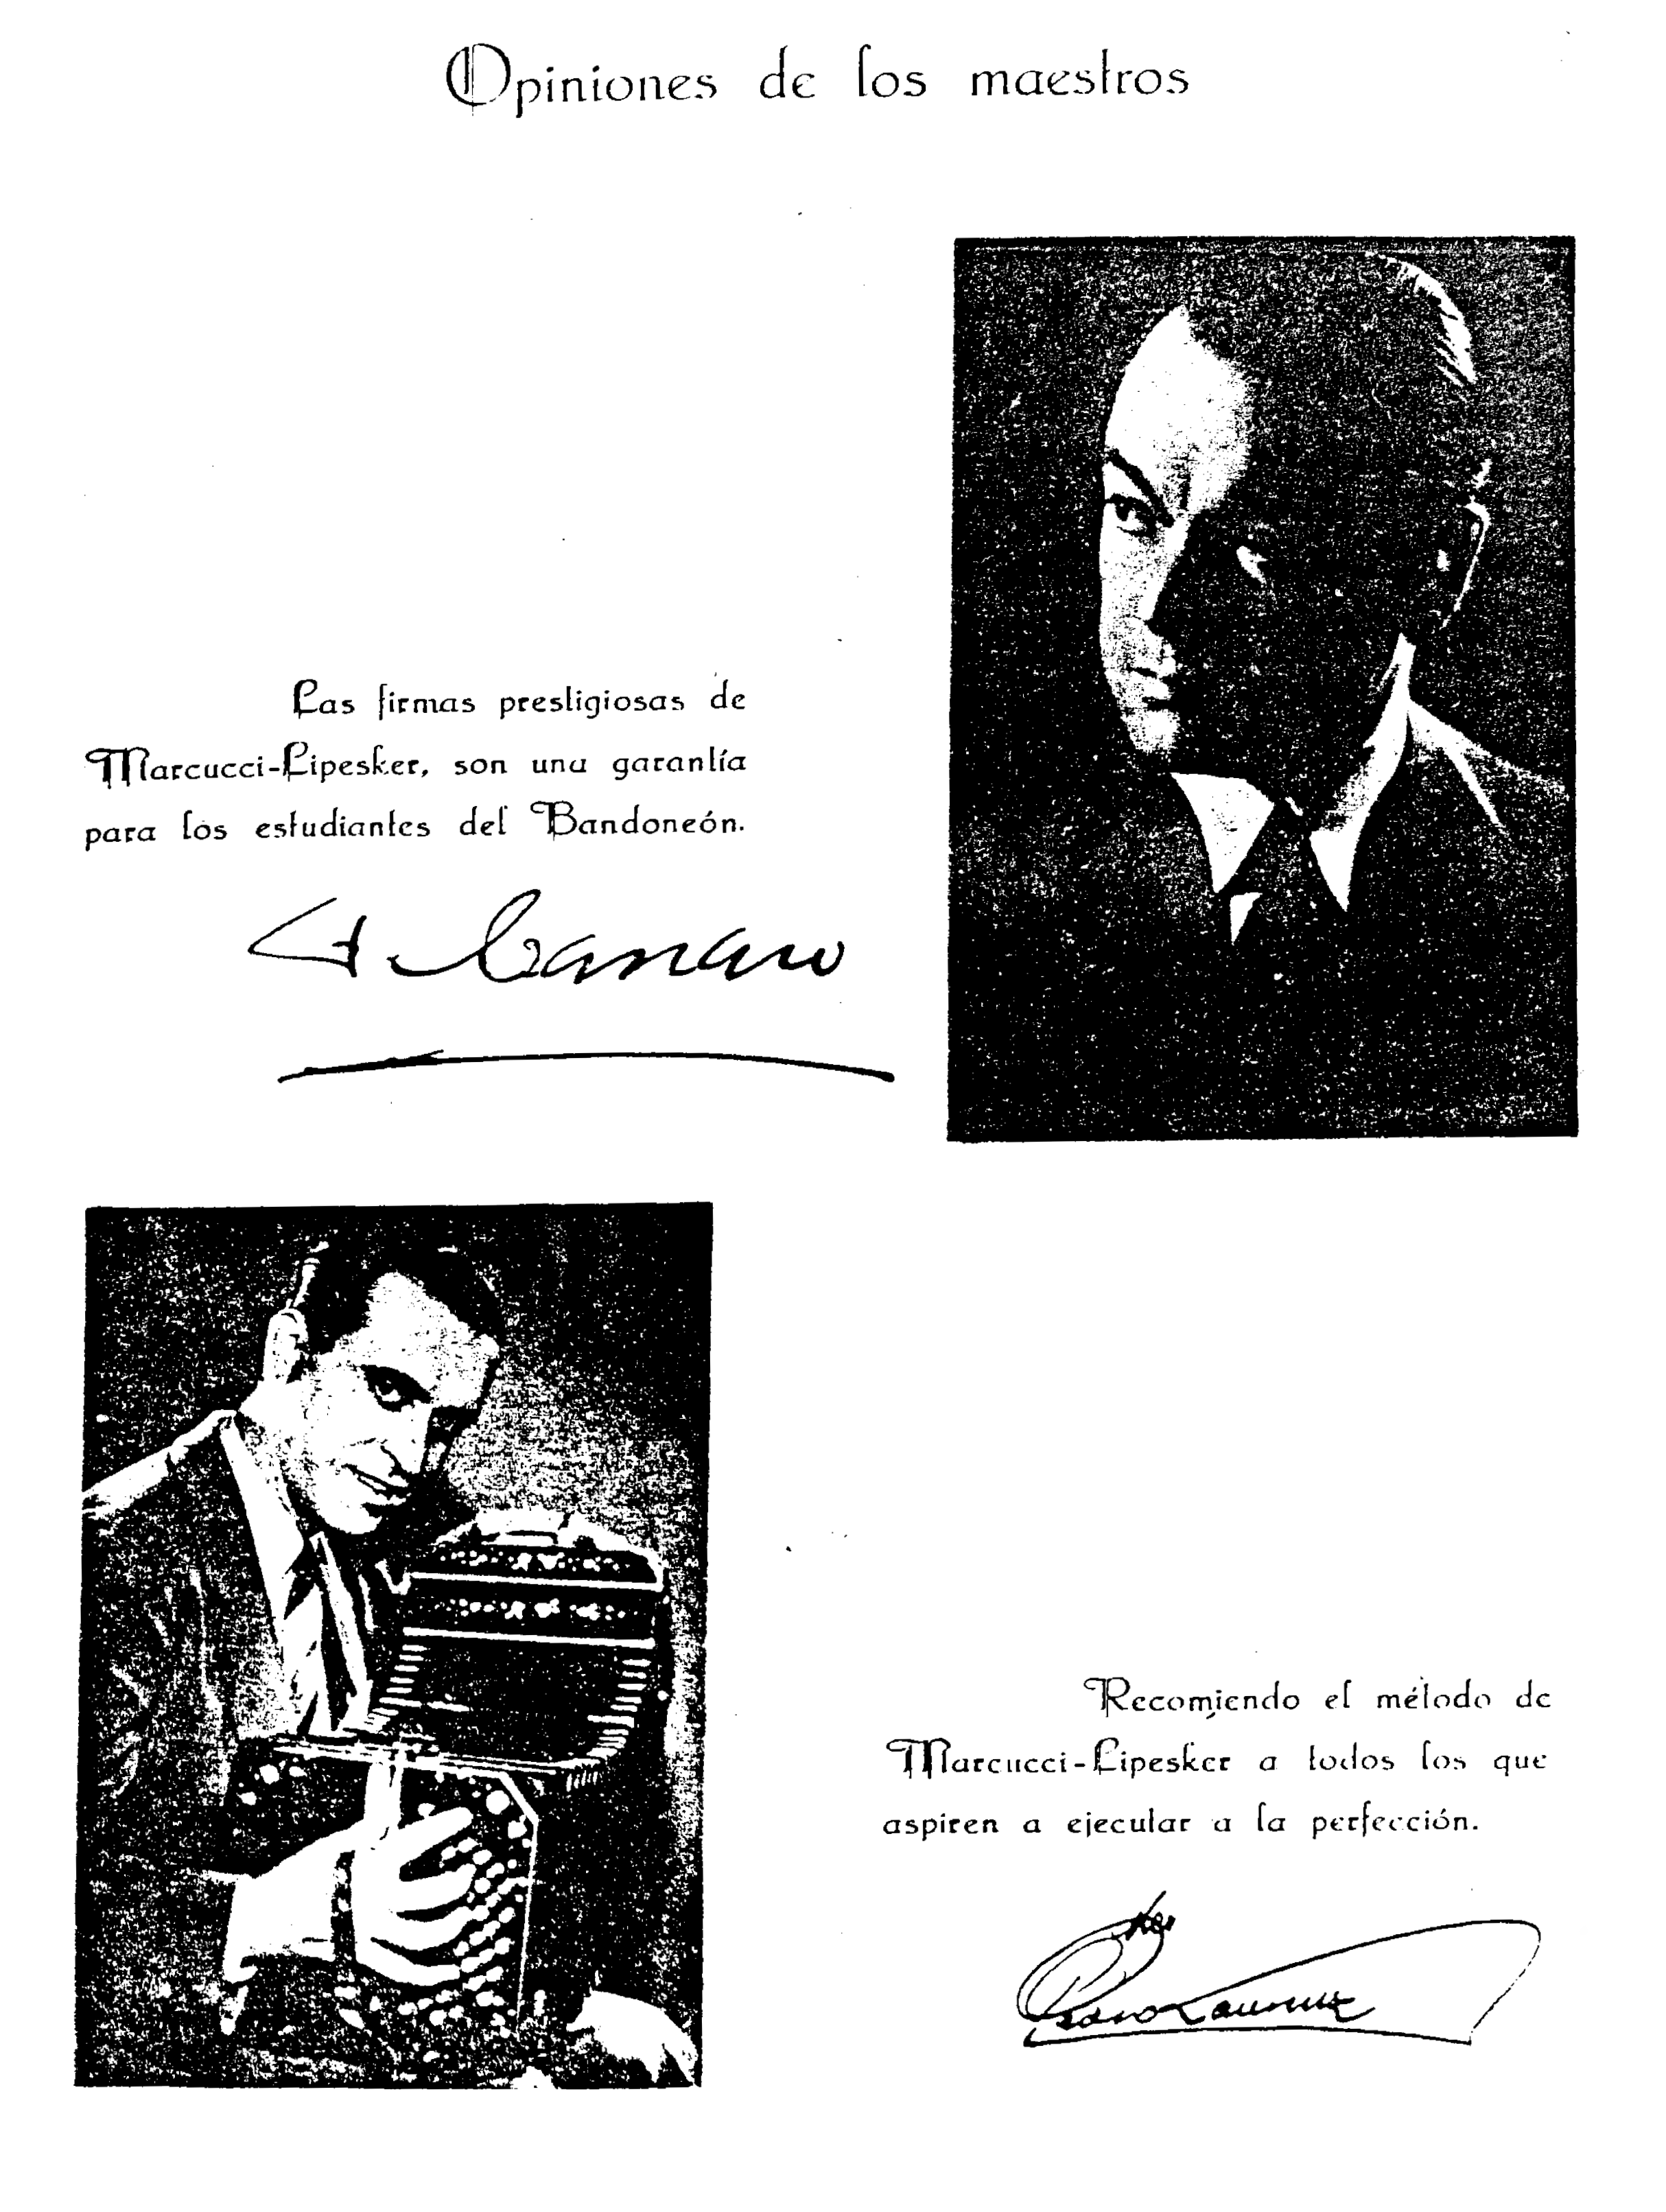 Opiniones de los maestros
Las firmas prestigiosas de
Marcucci-Lipesker, son una garantía
para los estudiantes del Bandoneón.
F. Canaro
Recomiendo el método de
Marcucci-Lipesker a todos los que
aspiren a ejecutar a la perfección.
Pedro Laurenz